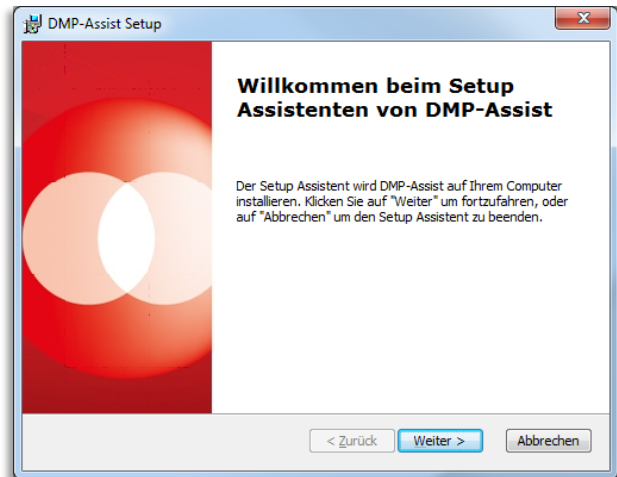 DMP-Assist Setup
Willkommen beim Setup
Assistenten von DMP-Assist
Der Setup Assistent wird DMP-Assist auf Ihrem Computer
installieren. Klicken Sie auf "Weiter" um fortzufahren, oder
auf "Abbrechen" um den Setup Assistent zu beenden.
< Zurück Weiter > Abbrechen